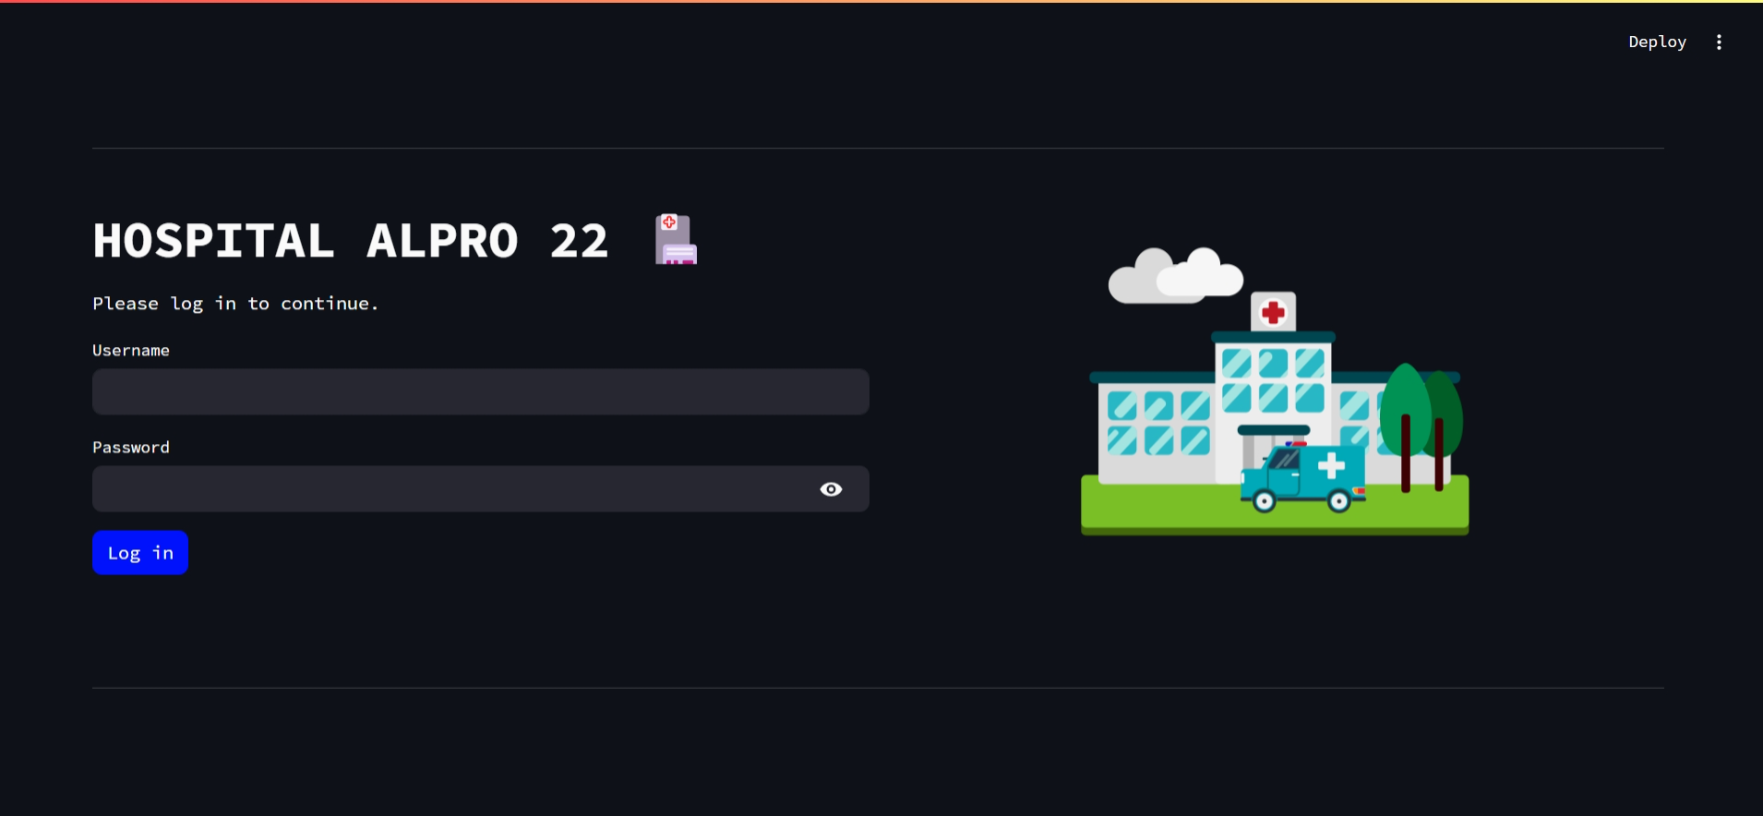 Deploy
HOSPITAL ALPRO 22
Please log in to continue.
Username
Password
Log in